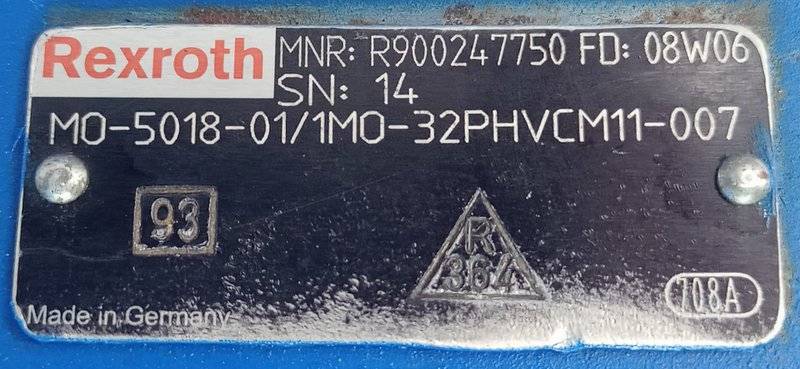 Rexroth MNR: R900247750 FD: 08W06
SN: 14
MO-5018-01/1MO-32PHVCM11-007
93
R
364
708A
Made in Germany